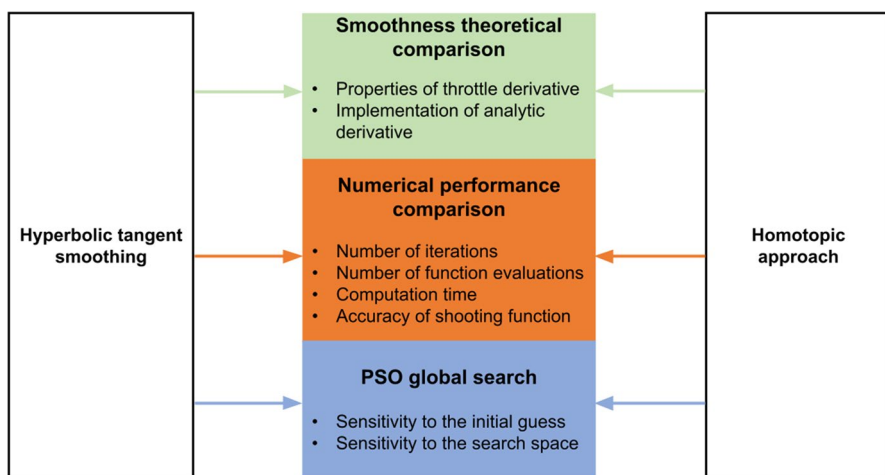 Smoothness theoretical
comparison
• Properties of throttle derivative
• Implementation of analytic
derivative
Hyperbolic tangent
smoothing
Numerical performance
comparison
• Number of iterations
• Number of function evaluations
• Computation time
• Accuracy of shooting function
Homotopic
approach
PSO global search
• Sensitivity to the initial guess
• Sensitivity to the search space